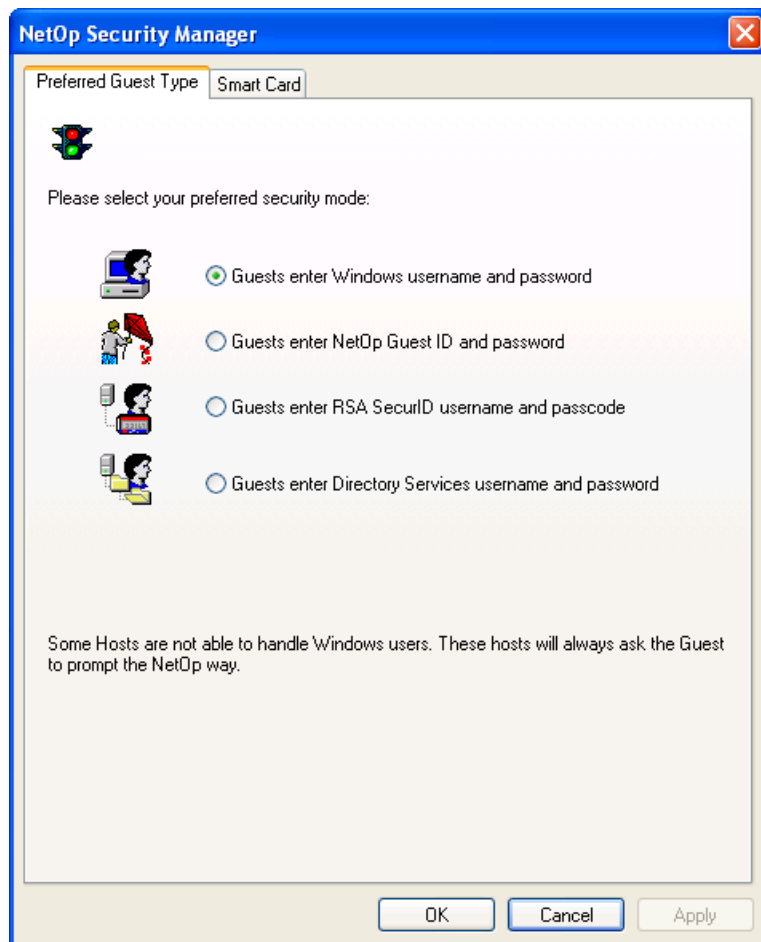 NetOp Security Manager
Preferred Guest Type
Smart Card
Please select your preferred security mode:
Guests enter Windows username and password
Guests enter NetOp Guest ID and password
Guests enter RSA SecurID username and passcode
Guests enter Directory Services username and password
Some Hosts are not able to handle Windows users. These hosts will always ask the Guest
to prompt the NetOp way.
OK
Cancel
Apply